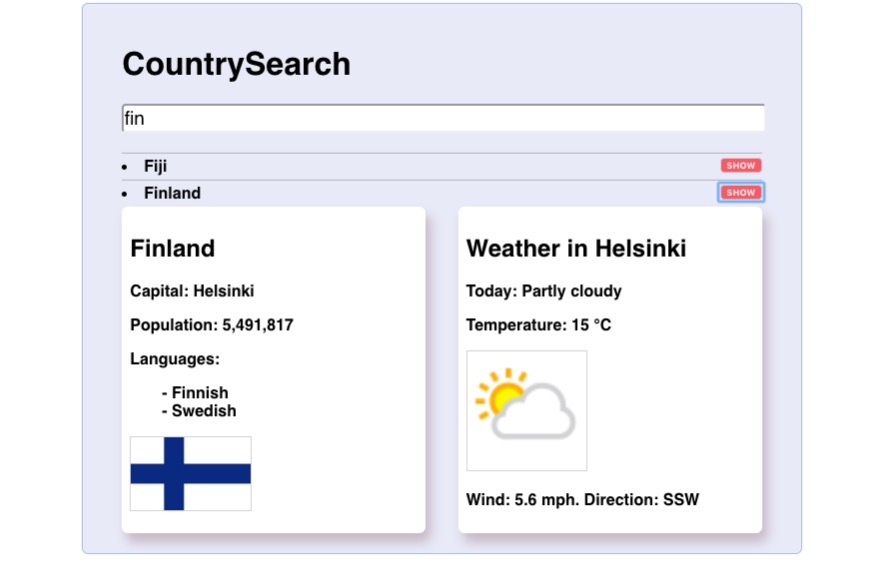 CountrySearch
fin
• Fiji SHOW
• Finland SHOW
Finland
Capital: Helsinki
Population: 5,491,817
Languages:
- Finnish
- Swedish
Weather in Helsinki
Today: Partly cloudy
Temperature: 15 °C
Wind: 5.6 mph. Direction: SSW